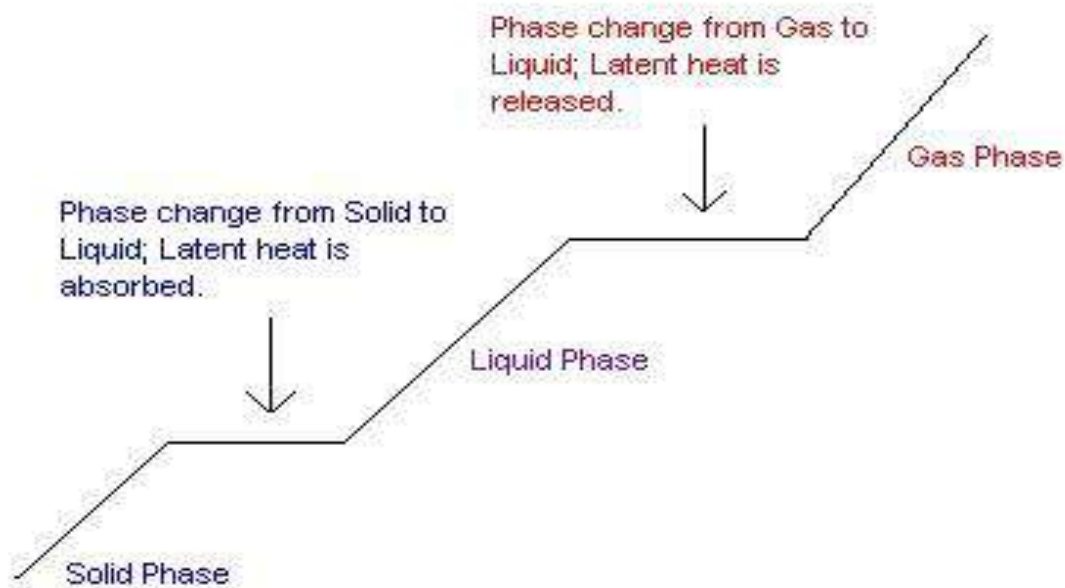 Phase change from Gas to
Liquid; Latent heat is
released.
Gas Phase
Phase change from Solid to
Liquid; Latent heat is
absorbed.
Liquid Phase
Solid Phase